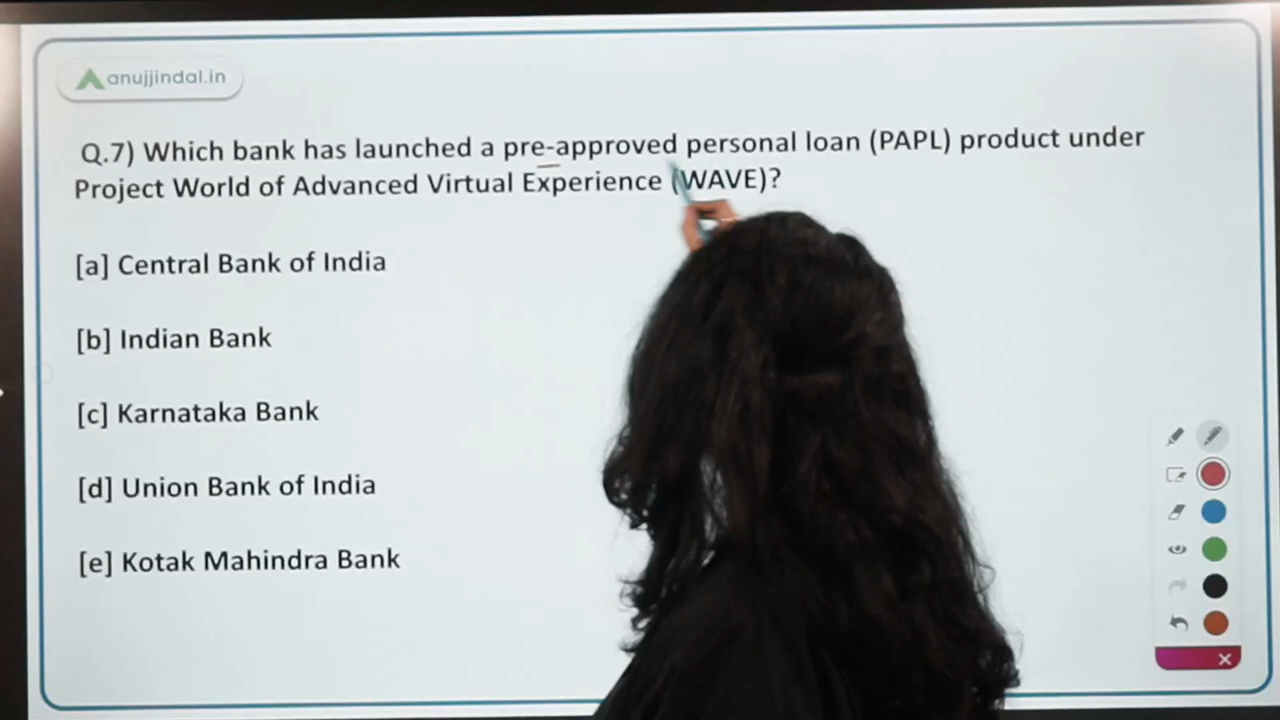 anujjindal.in
Q.7) Which bank has launched a pre-approved personal loan (PAPL) product under
Project World of Advanced Virtual Experience (WAVE)?
[a] Central Bank of India
[b] Indian Bank
[c] Karnataka Bank
[d] Union Bank of India
[e] Kotak Mahindra Bank